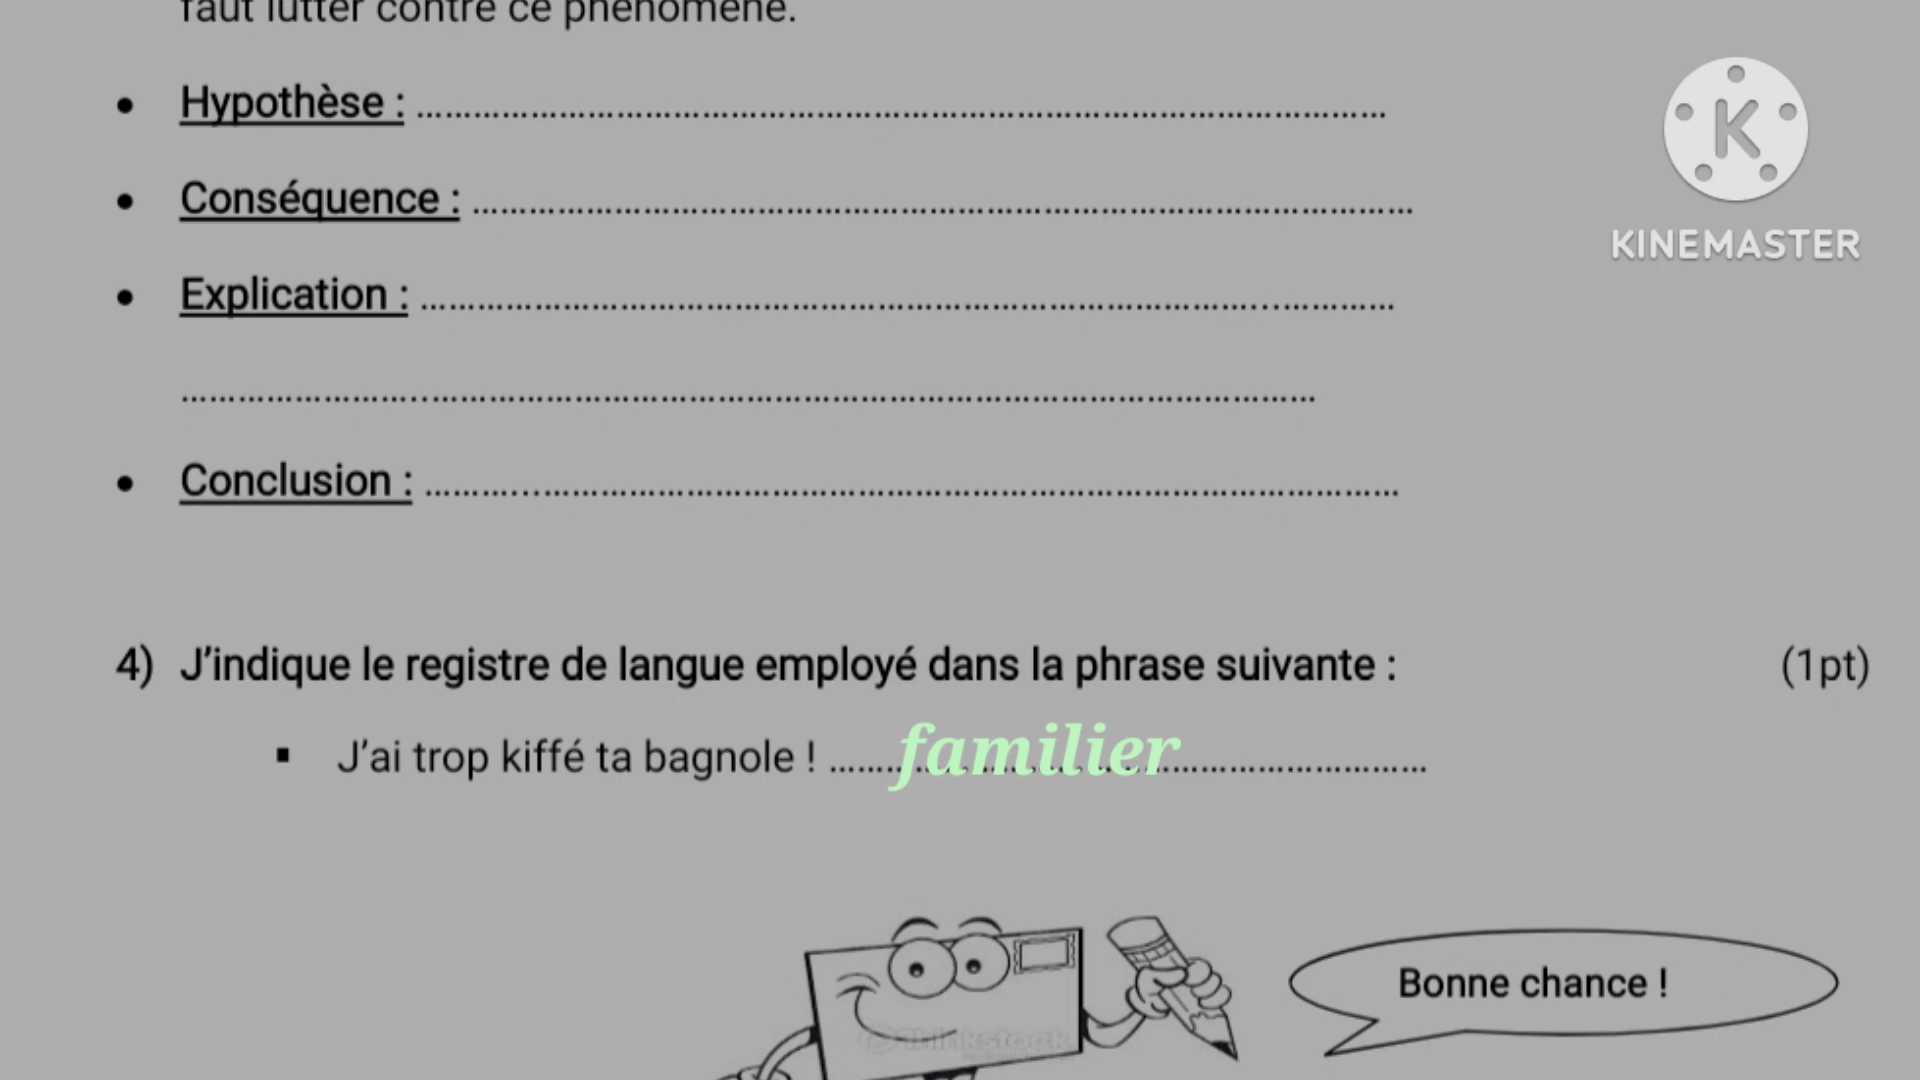 faut lutter contre ce phénomène.
• Hypothèse : ........................................................................
K
KINEMASTER
• Conséquence : ........................................................................
• Explication : ........................................................................
........................................................................
• Conclusion : ........................................................................
4) J'indique le registre de langue employé dans la phrase suivante : (1pt)
▪ J'ai trop kiffé ta bagnole ! ......familier..................
Thinkstock
Bonne chance !